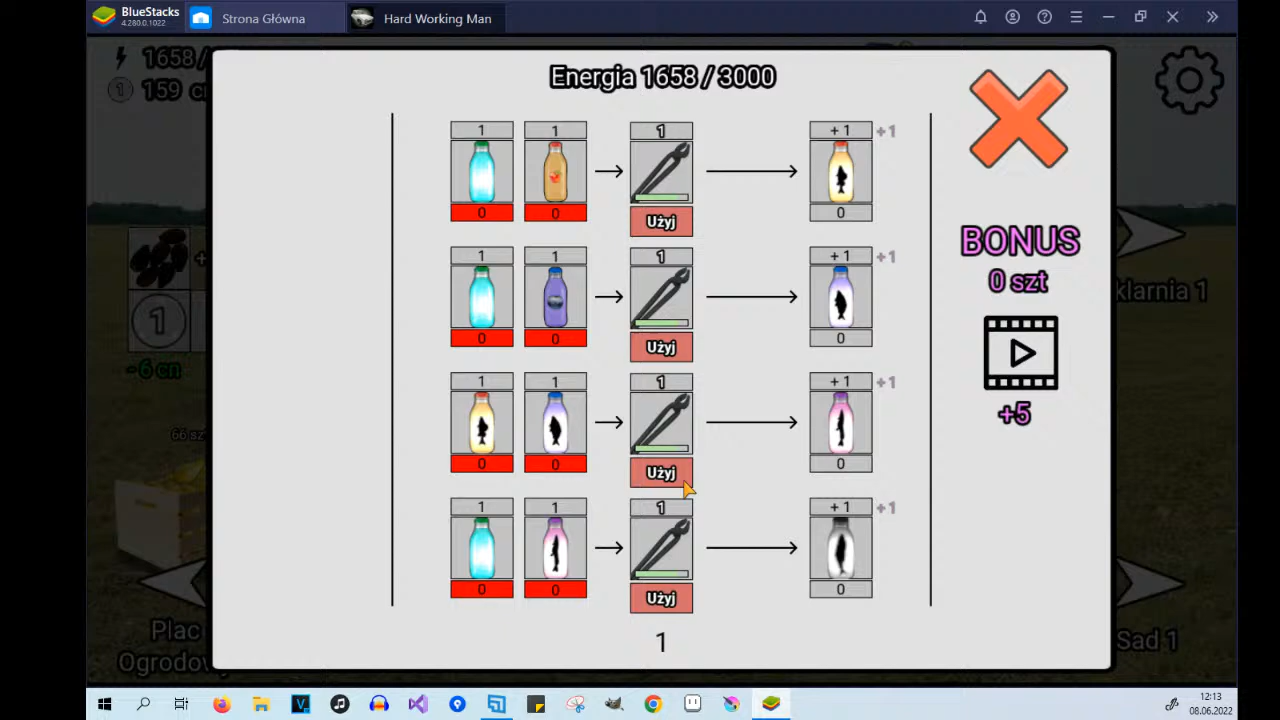 BlueStacks
4.280.0.1022
Strona Główna
Hard Working Man
1658 /
1
159 c
Energia 1658 / 3000
1 1 1 + 1 +1
0 0 Użyj 0
1 1 1 + 1 +1
0 0 Użyj 0
1 1 1 + 1 +1
0 0 Użyj 0
1 1 1 + 1 +1
0 0 Użyj 0
1
BONUS
0 szt
+5
+
1
-6 cn
66 sz
klarnia 1
Plac
Ogrodow
Sad 1
12:13
08.06.2022